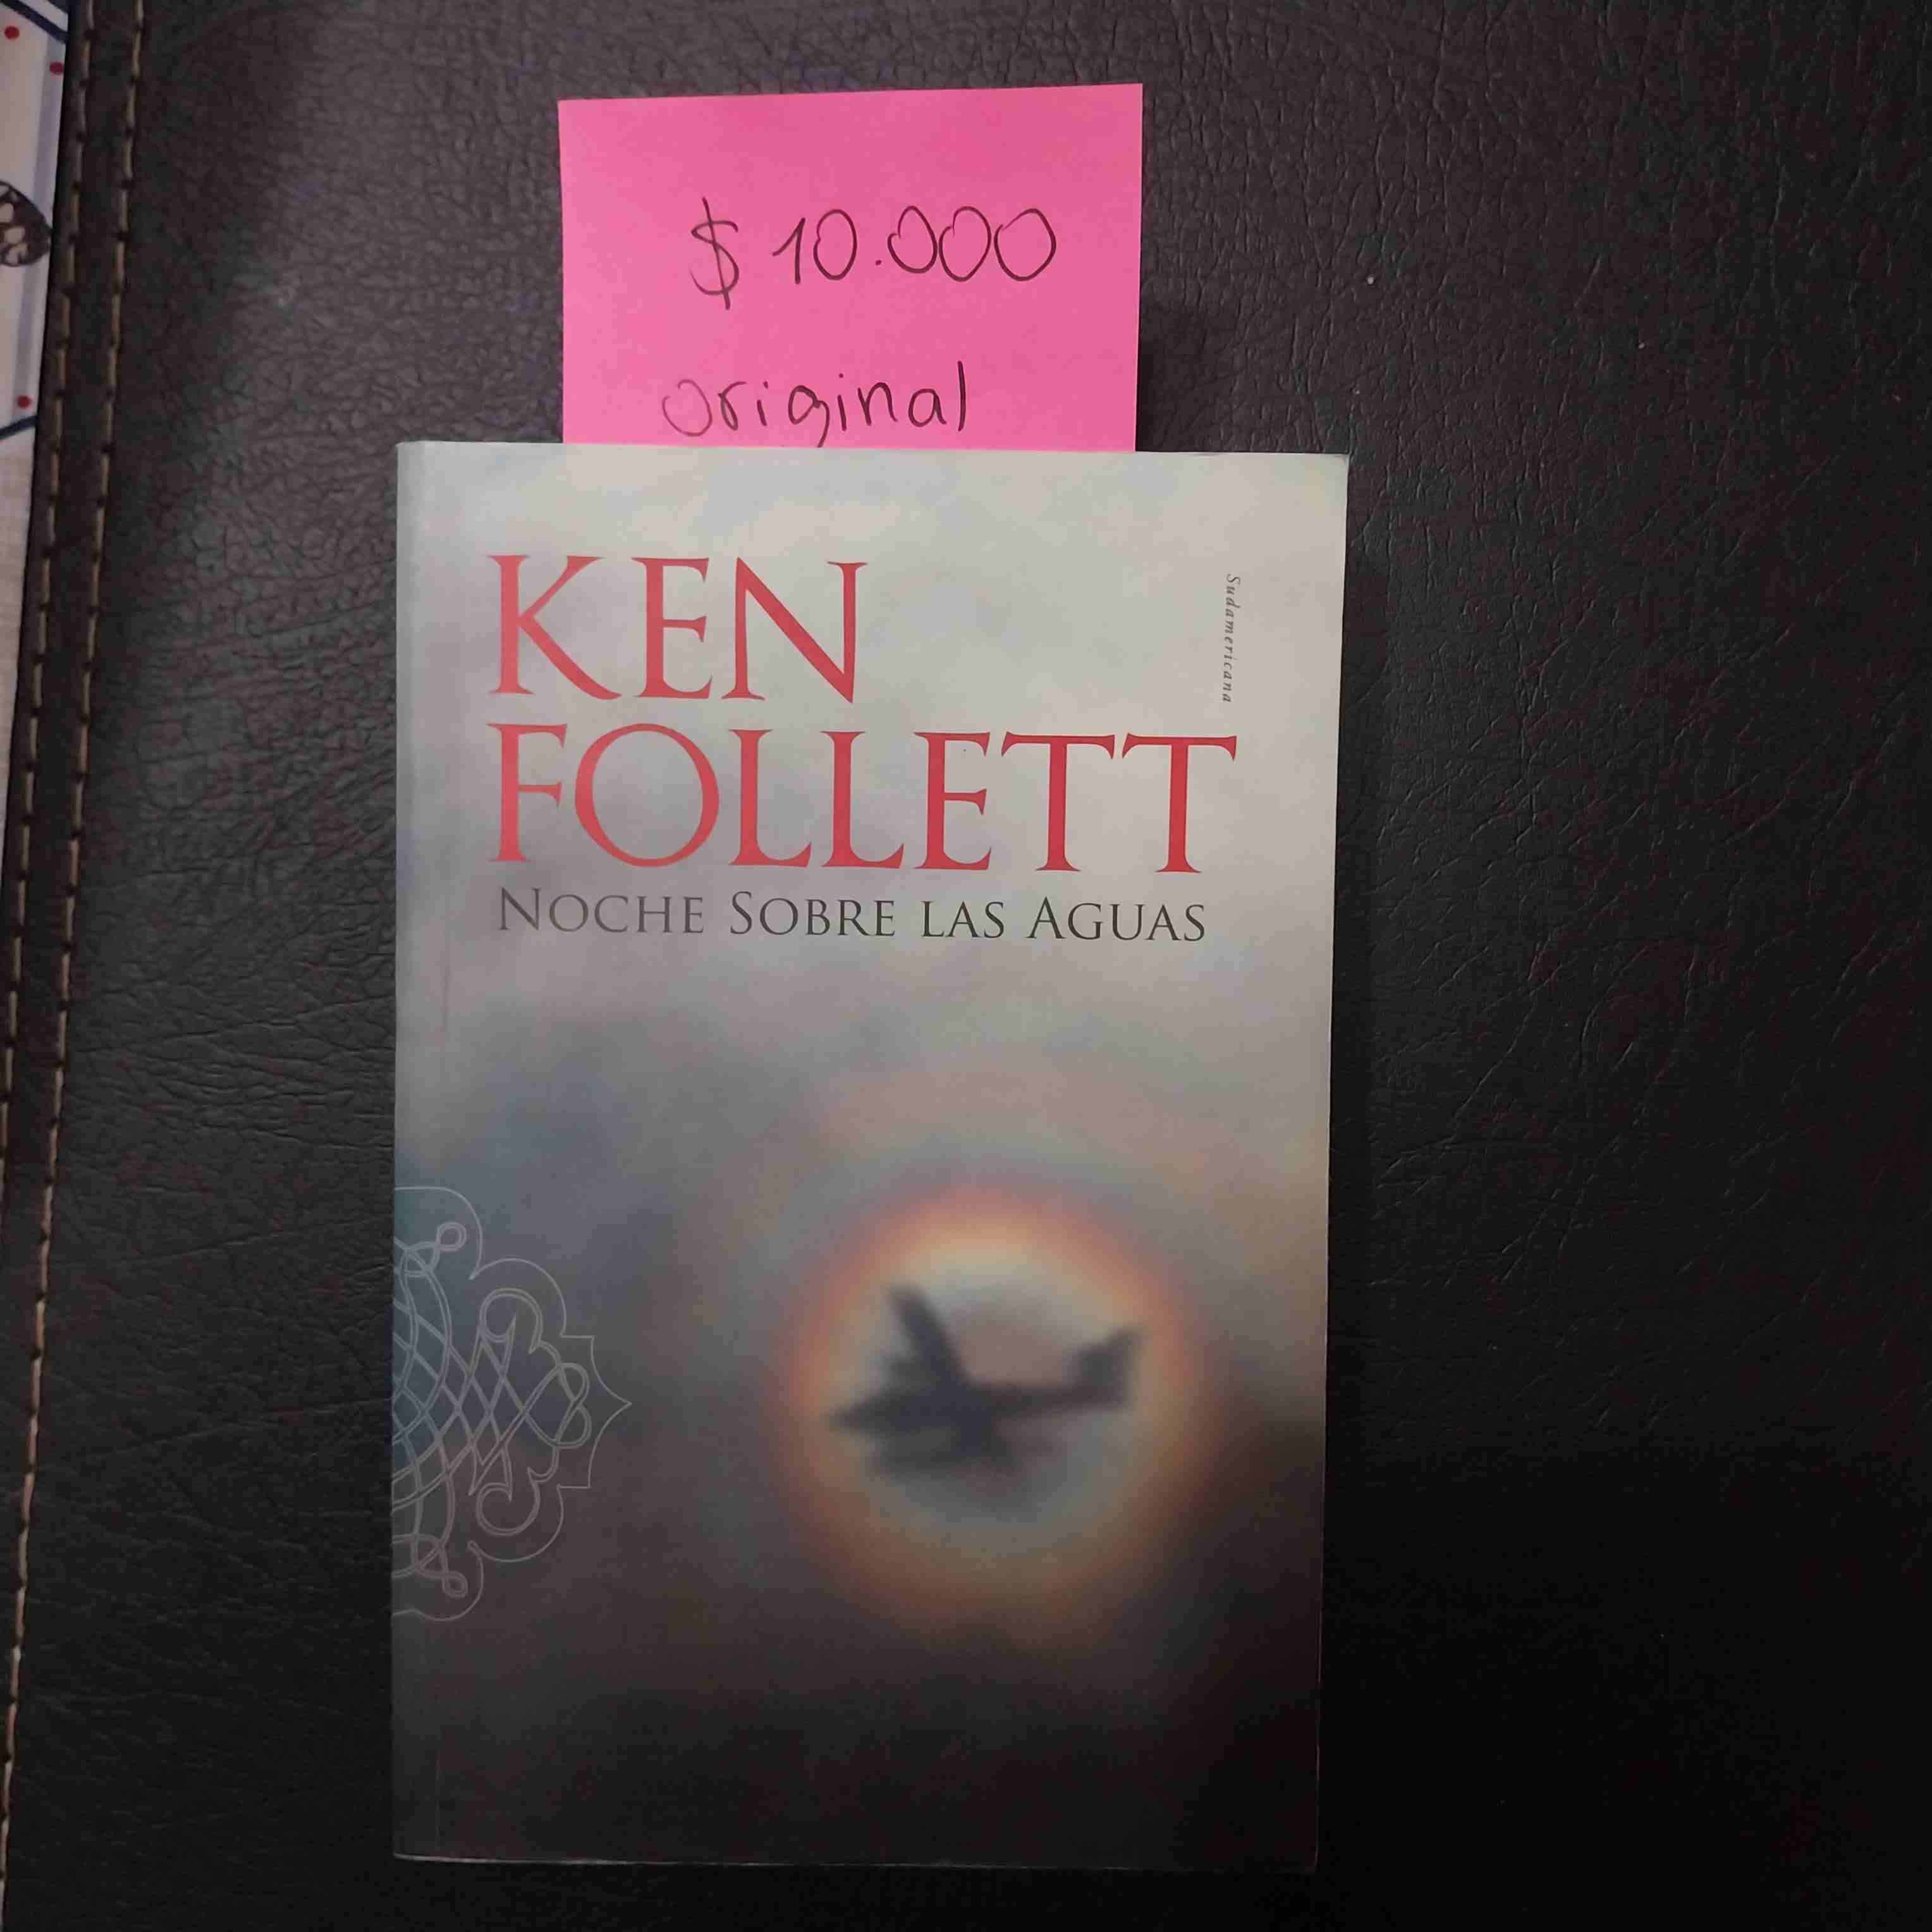 $ 10.000
original
KEN
FOLLETT
Sudamericana
NOCHE SOBRE LAS AGUAS